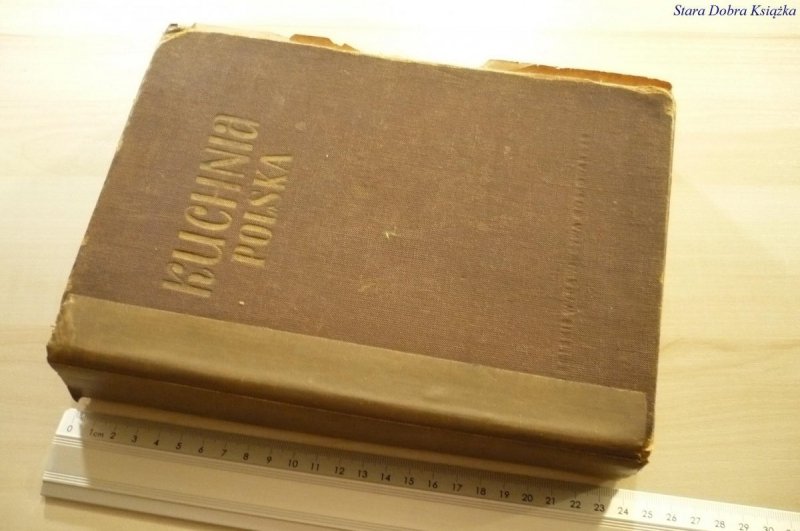 Stara Dobra Książka
KUCHNIA
POLSKA
0 1cm 2 3 4 5 6 7 8 9 10 11 12 13 14 15 16 17 18 19 20 21 22 23 24 25 26 27 28 29 30